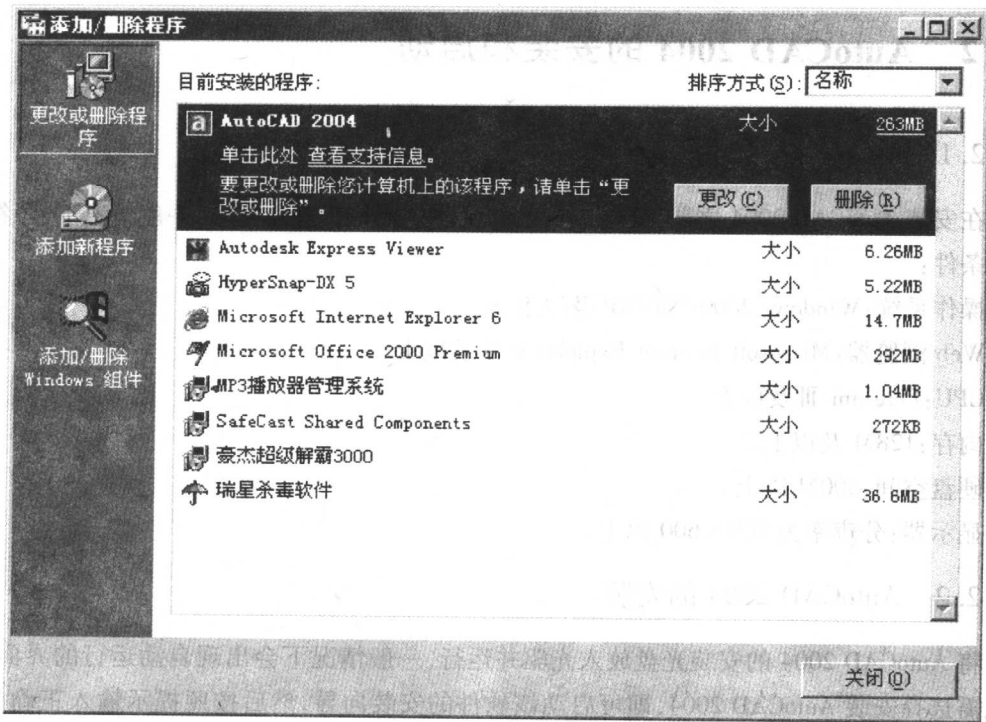 添加/删除程序
更改或删除程
序
添加新程序
添加/删除
Windows 组件
目前安装的程序:
排序方式(S): 名称
AutoCAD 2004 大小 263MB
单击此处 查看支持信息。
要更改或删除您计算机上的该程序，请单击“更
改或删除”。
更改(C) 删除(R)
Autodesk Express Viewer 大小 6.26MB
HyperSnap-DX 5 大小 5.22MB
Microsoft Internet Explorer 6 大小 14.7MB
Microsoft Office 2000 Premium 大小 292MB
MP3播放器管理系统 大小 1.04MB
SafeCast Shared Components 大小 272KB
豪杰超级解霸3000
瑞星杀毒软件 大小 36.6MB
关闭(O)